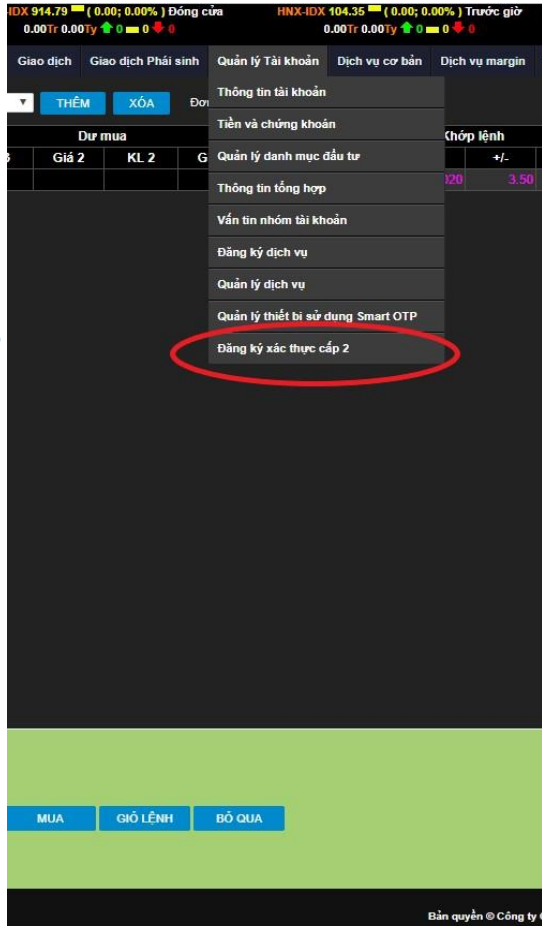 IDX 914.79 ( 0.00; 0.00% ) Đóng cửa HNX-IDX 104.35 ( 0.00; 0.00% ) Trước giờ
0.00Tr 0.00Tỷ 0 0 0 0.00Tr 0.00Tỷ 0 0 0
Giao dịch Giao dịch Phái sinh Quản lý Tài khoản Dịch vụ cơ bản Dịch vụ margin
THÊM XÓA
Thông tin tài khoản
Tiền và chứng khoán
Dư mua Khớp lệnh
Giá 2 KL 2 G +/-
Quản lý danh mục đầu tư
020 3.50
Thông tin tổng hợp
Vấn tin nhóm tài khoản
Đăng ký dịch vụ
Quản lý dịch vụ
Quản lý thiết bị sử dụng Smart OTP
Đăng ký xác thực cấp 2
MUA GIỎ LỆNH BỎ QUA
Bản quyền © Công ty